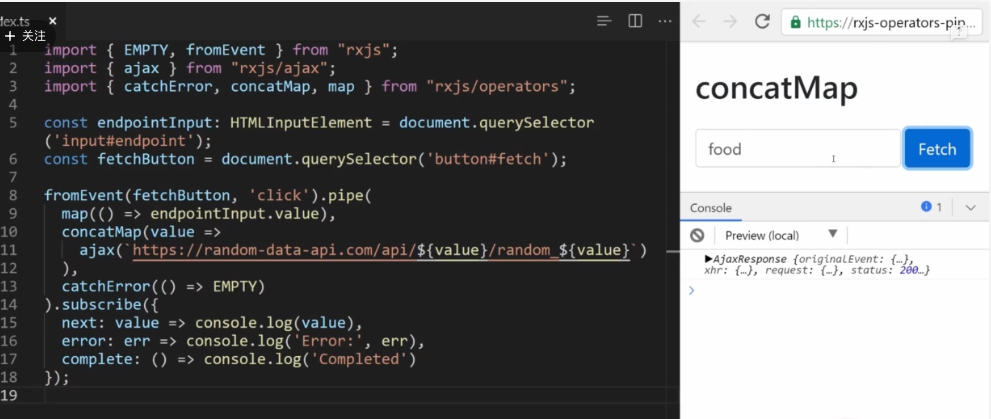 dex.ts ×
+ 关注
1 import { EMPTY, fromEvent } from "rxjs";
2 import { ajax } from "rxjs/ajax";
3 import { catchError, concatMap, map } from "rxjs/operators";
4
5 const endpointInput: HTMLInputElement = document.querySelector
('input#endpoint');
6 const fetchButton = document.querySelector('button#fetch');
7
8 fromEvent(fetchButton, 'click').pipe(
9 map(() => endpointInput.value),
10 concatMap(value =>
11 ajax(`https://random-data-api.com/api/${value}/random_${value}`)
12 ),
13 catchError(() => EMPTY)
14 ).subscribe({
15 next: value => console.log(value),
16 error: err => console.log('Error:', err),
17 complete: () => console.log('Completed')
18 });
19
https://rxjs-operators-pip...
concatMap
food
Fetch
Console
1
Preview (local)
▶AjaxResponse {originalEvent: {…},
xhr: {…}, request: {…}, status: 200…}